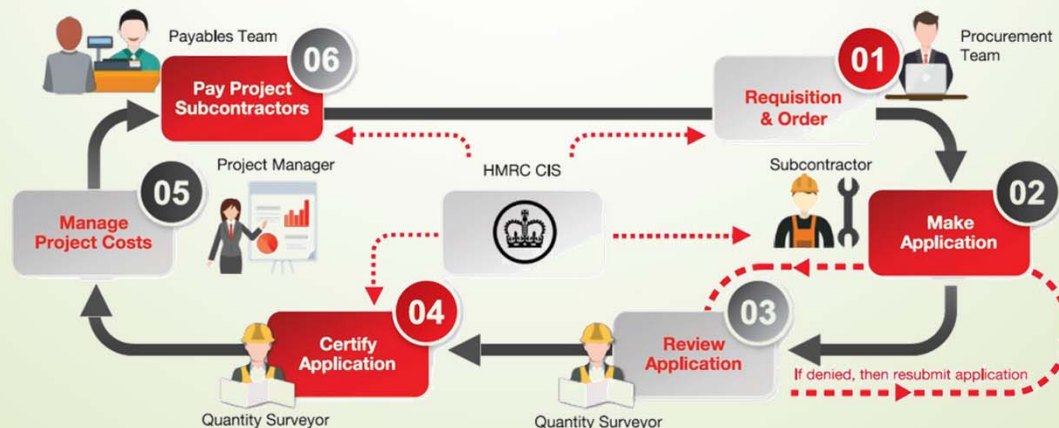 Payables Team
06
Pay Project
Subcontractors
01
Requisition
& Order
Procurement
Team
05
Manage
Project Costs
Project Manager
HMRC CIS
Subcontractor
02
Make
Application
04
Certify
Application
Quantity Surveyor
03
Review
Application
Quantity Surveyor
If denied, then resubmit application